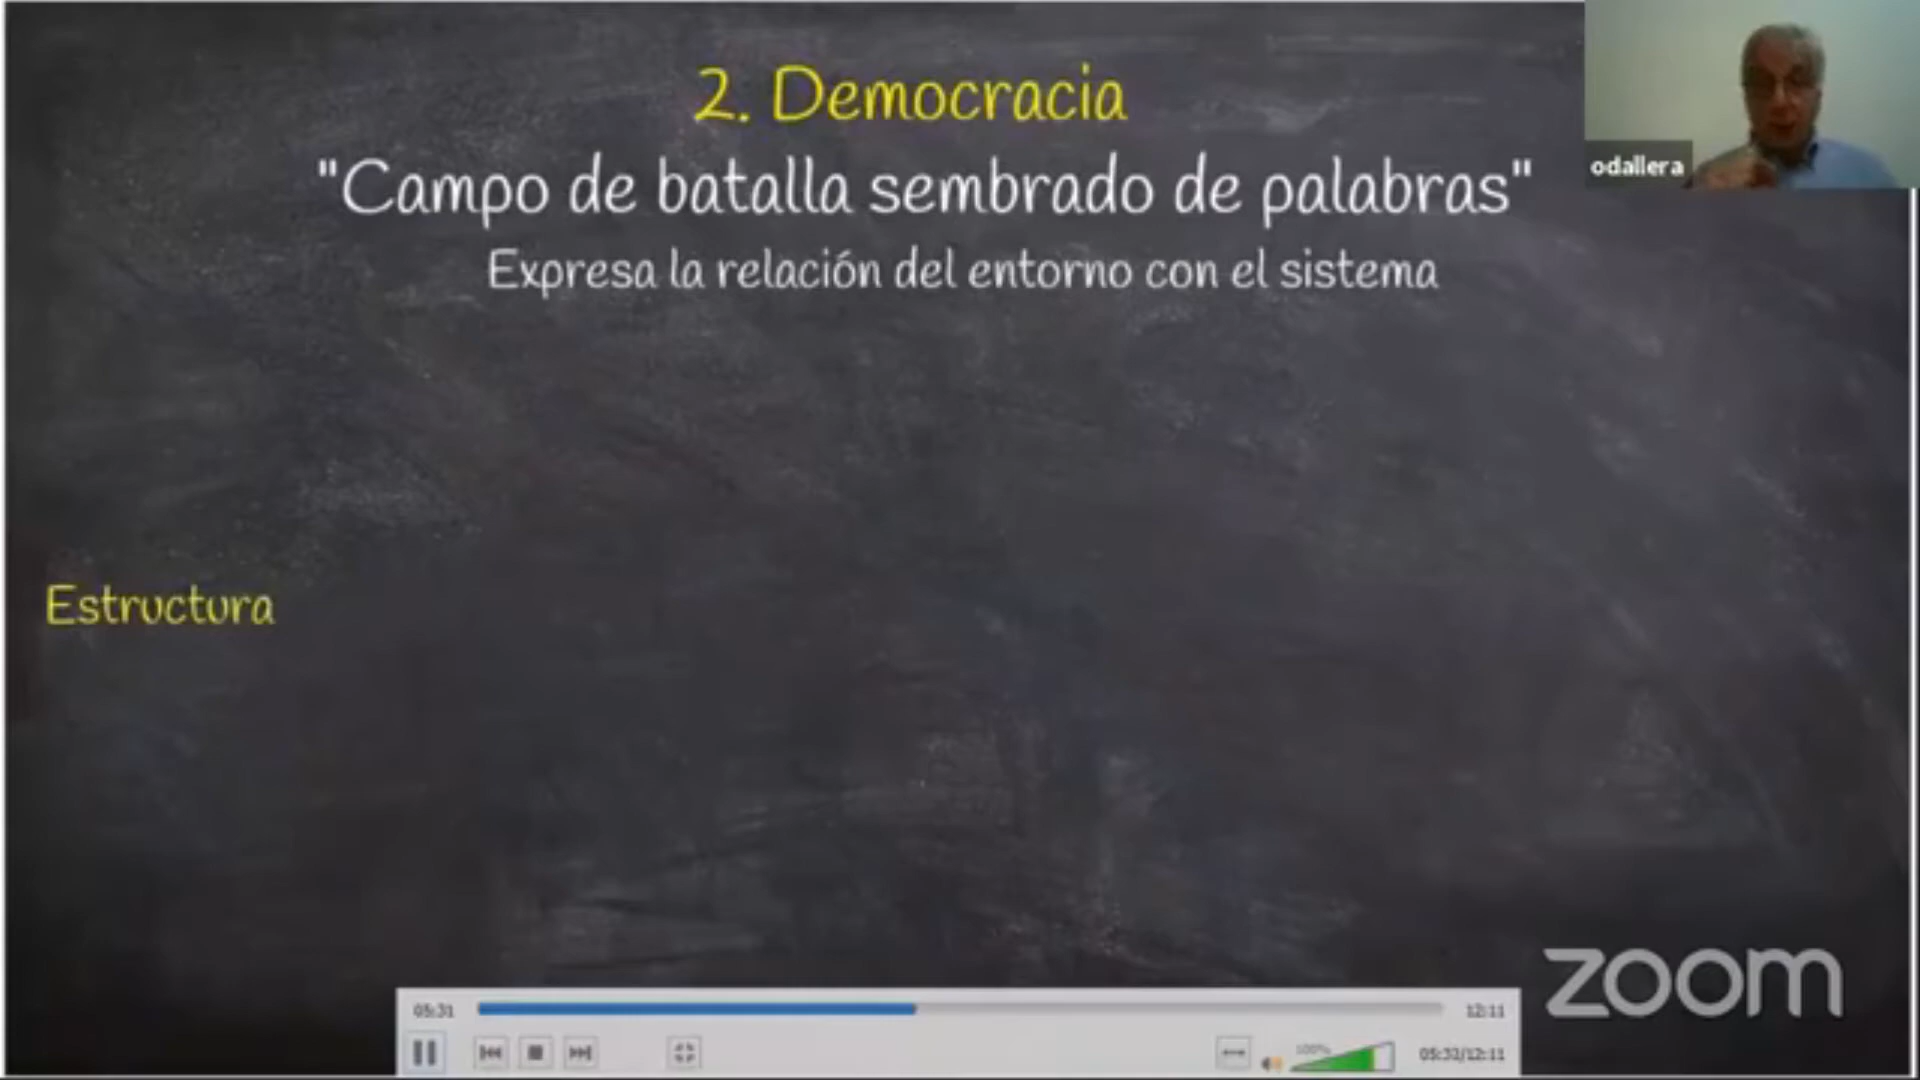 2. Democracia
"Campo de batalla sembrado de palabras"
Expresa la relación del entorno con el sistema
odallera
Estructura
zoom
05:31
12:11
100%
05:32/12:11